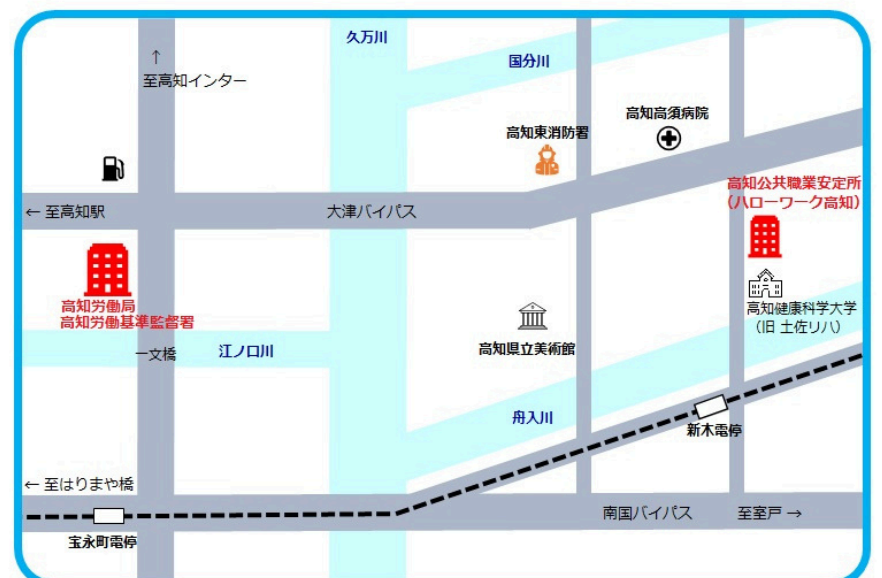 久万川
国分川
↑
至高知インター
高知高須病院
高知東消防署
高知公共職業安定所
(ハローワーク高知)
← 至高知駅
大津バイパス
高知労働局
高知労働基準監督署
高知健康科学大学
(旧 土佐リハ)
高知県立美術館
一文橋
江ノ口川
舟入川
新木電停
← 至はりまや橋
南国バイパス
至室戸 →
宝永町電停